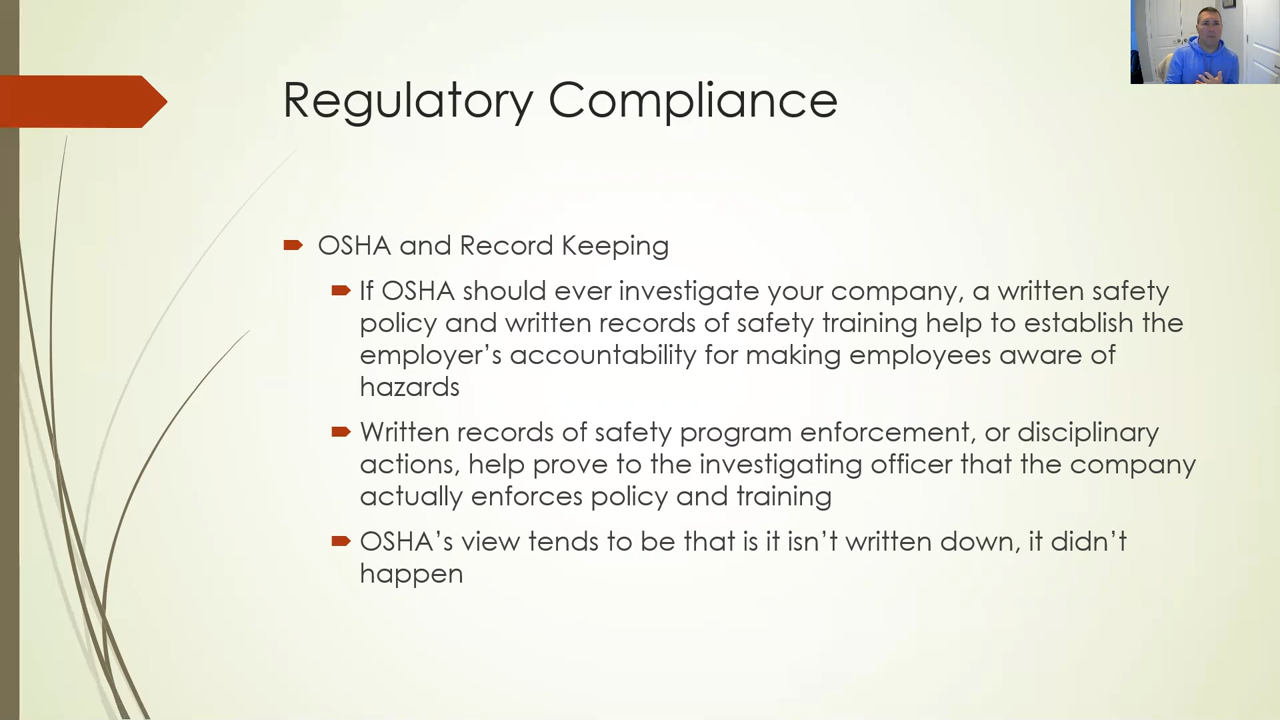 Regulatory Compliance
OSHA and Record Keeping
If OSHA should ever investigate your company, a written safety
policy and written records of safety training help to establish the
employer’s accountability for making employees aware of
hazards
Written records of safety program enforcement, or disciplinary
actions, help prove to the investigating officer that the company
actually enforces policy and training
OSHA’s view tends to be that is it isn’t written down, it didn’t
happen